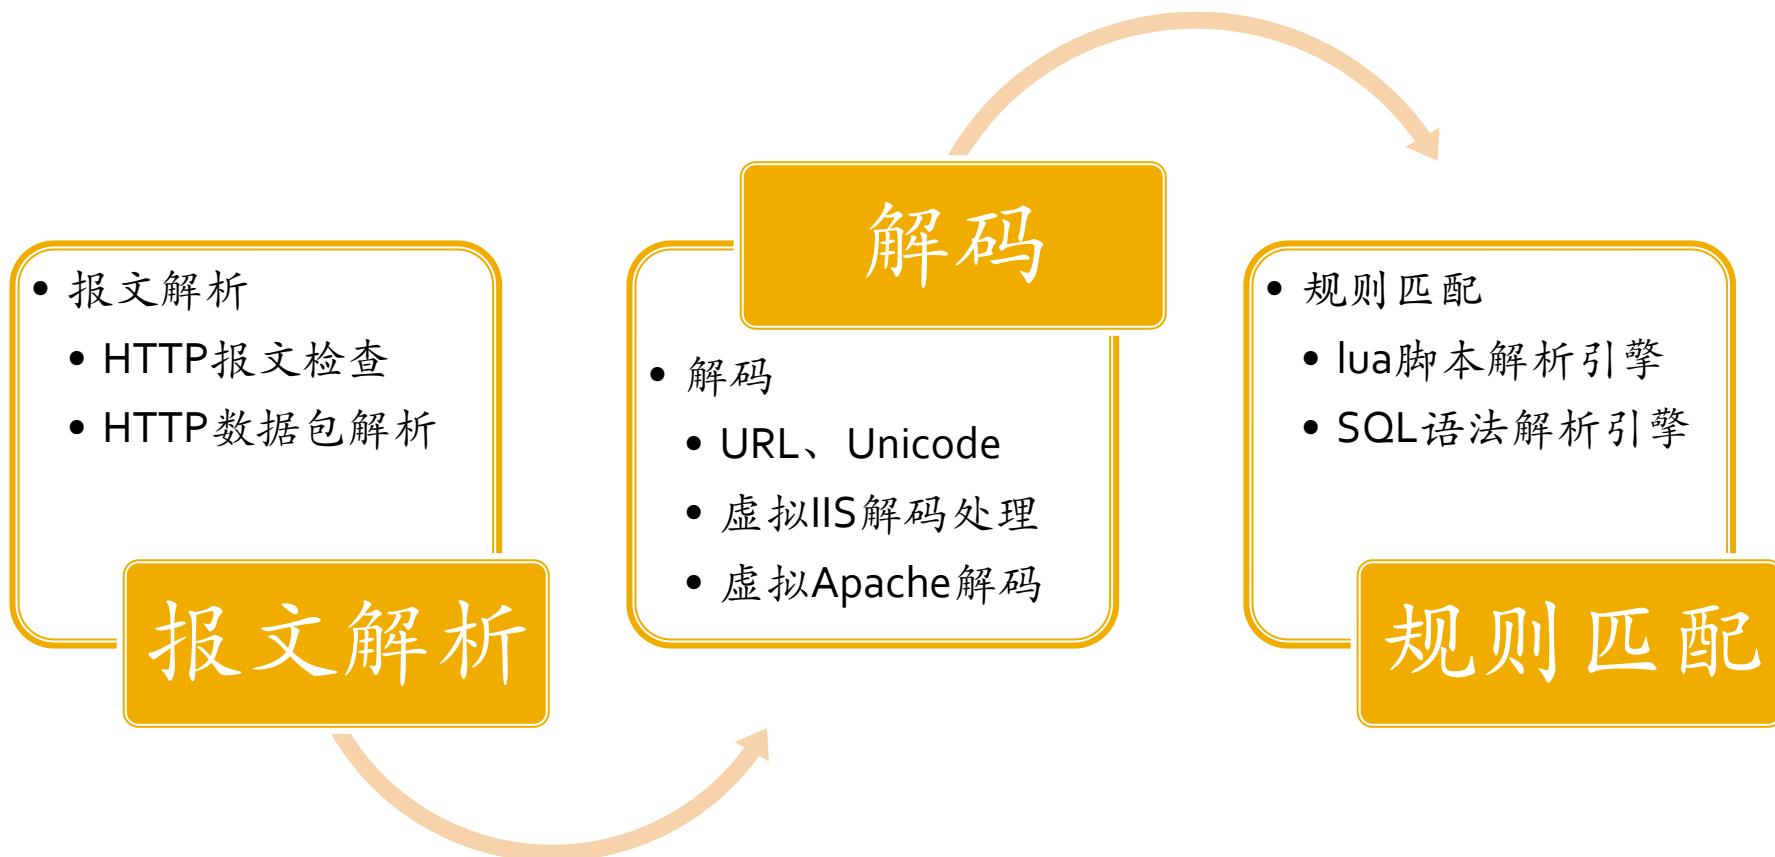 • 报文解析
• HTTP报文检查
• HTTP数据包解析
报文解析
解码
• 解码
• URL、Unicode
• 虚拟IIS解码处理
• 虚拟Apache解码
• 规则匹配
• lua脚本解析引擎
• SQL语法解析引擎
规则匹配